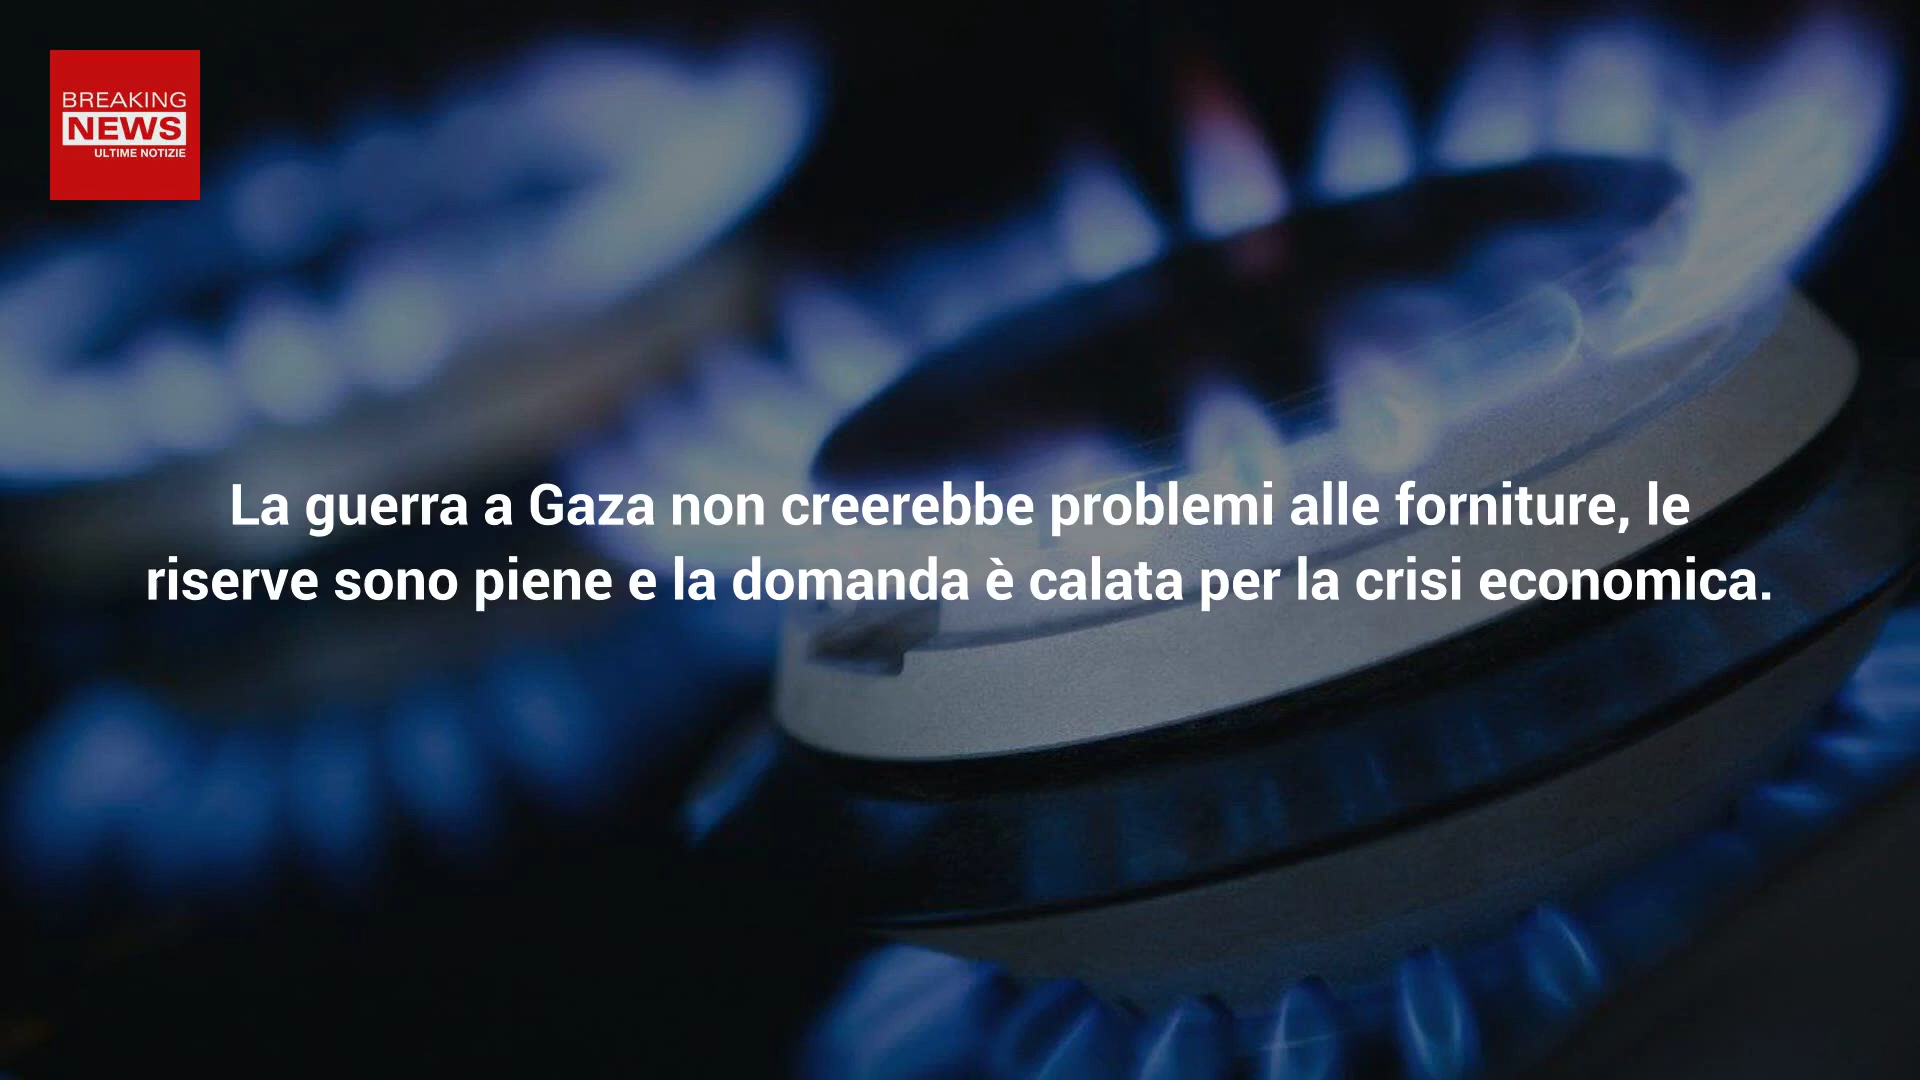 BREAKING
NEWS
ULTIME NOTIZIE
La guerra a Gaza non creerebbe problemi alle forniture, le
riserve sono piene e la domanda è calata per la crisi economica.